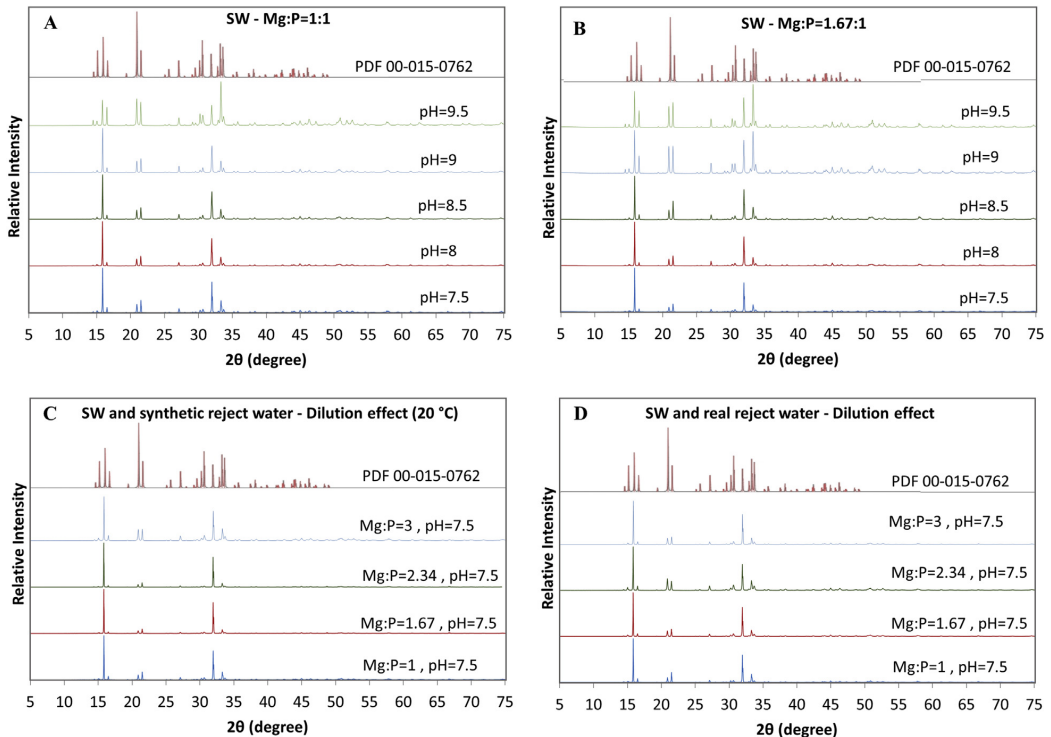 A
SW - Mg:P=1:1
PDF 00-015-0762
pH=9.5
pH=9
pH=8.5
pH=8
pH=7.5
Relative Intensity
5 10 15 20 25 30 35 40 45 50 55 60 65 70 75
2θ (degree)
B
SW - Mg:P=1.67:1
PDF 00-015-0762
pH=9.5
pH=9
pH=8.5
pH=8
pH=7.5
Relative Intensity
5 10 15 20 25 30 35 40 45 50 55 60 65 70 75
2θ (degree)
C
SW and synthetic reject water - Dilution effect (20 °C)
PDF 00-015-0762
Mg:P=3 , pH=7.5
Mg:P=2.34 , pH=7.5
Mg:P=1.67 , pH=7.5
Mg:P=1 , pH=7.5
Relative Intensity
5 10 15 20 25 30 35 40 45 50 55 60 65 70 75
2θ (degree)
D
SW and real reject water - Dilution effect
PDF 00-015-0762
Mg:P=3 , pH=7.5
Mg:P=2.34 , pH=7.5
Mg:P=1.67 , pH=7.5
Mg:P=1 , pH=7.5
Relative Intensity
5 10 15 20 25 30 35 40 45 50 55 60 65 70 75
2θ (degree)